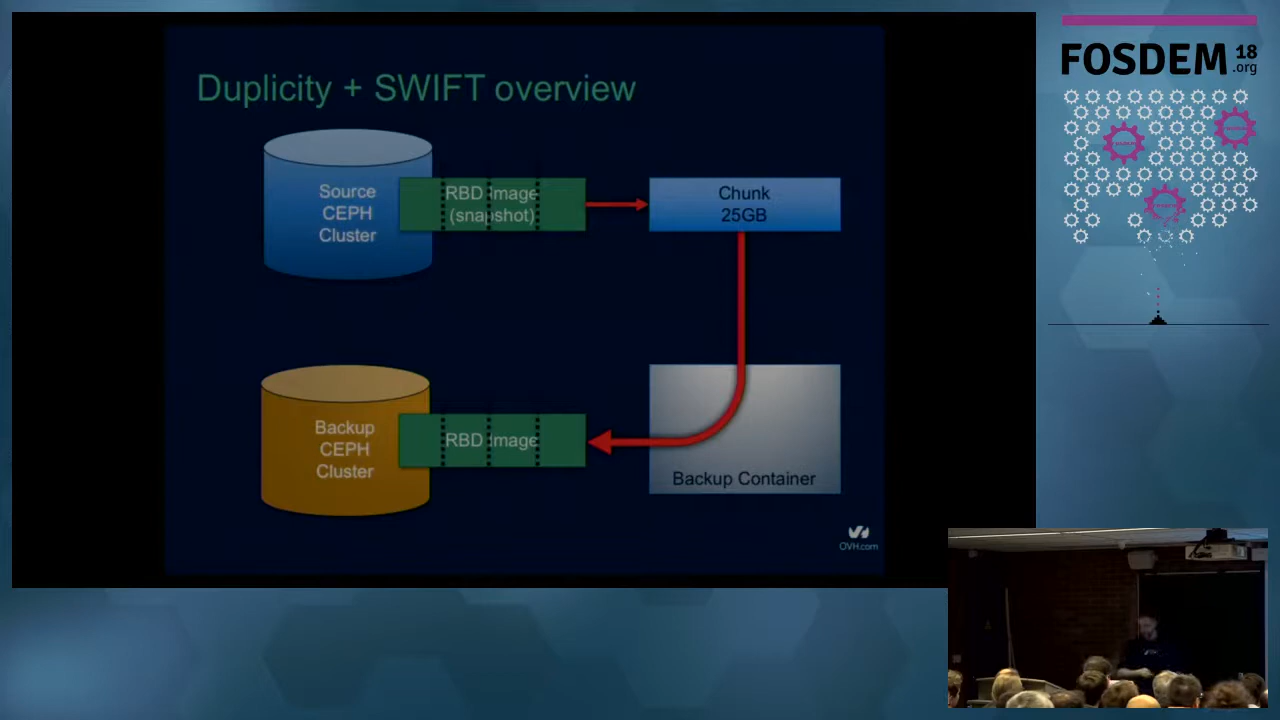 Duplicity + SWIFT overview
Source
CEPH
Cluster
RBD Image
(snapshot)
Chunk
25GB
Backup
CEPH
Cluster
RBD Image
Backup Container
OVH.com
FOSDEM 18
.org